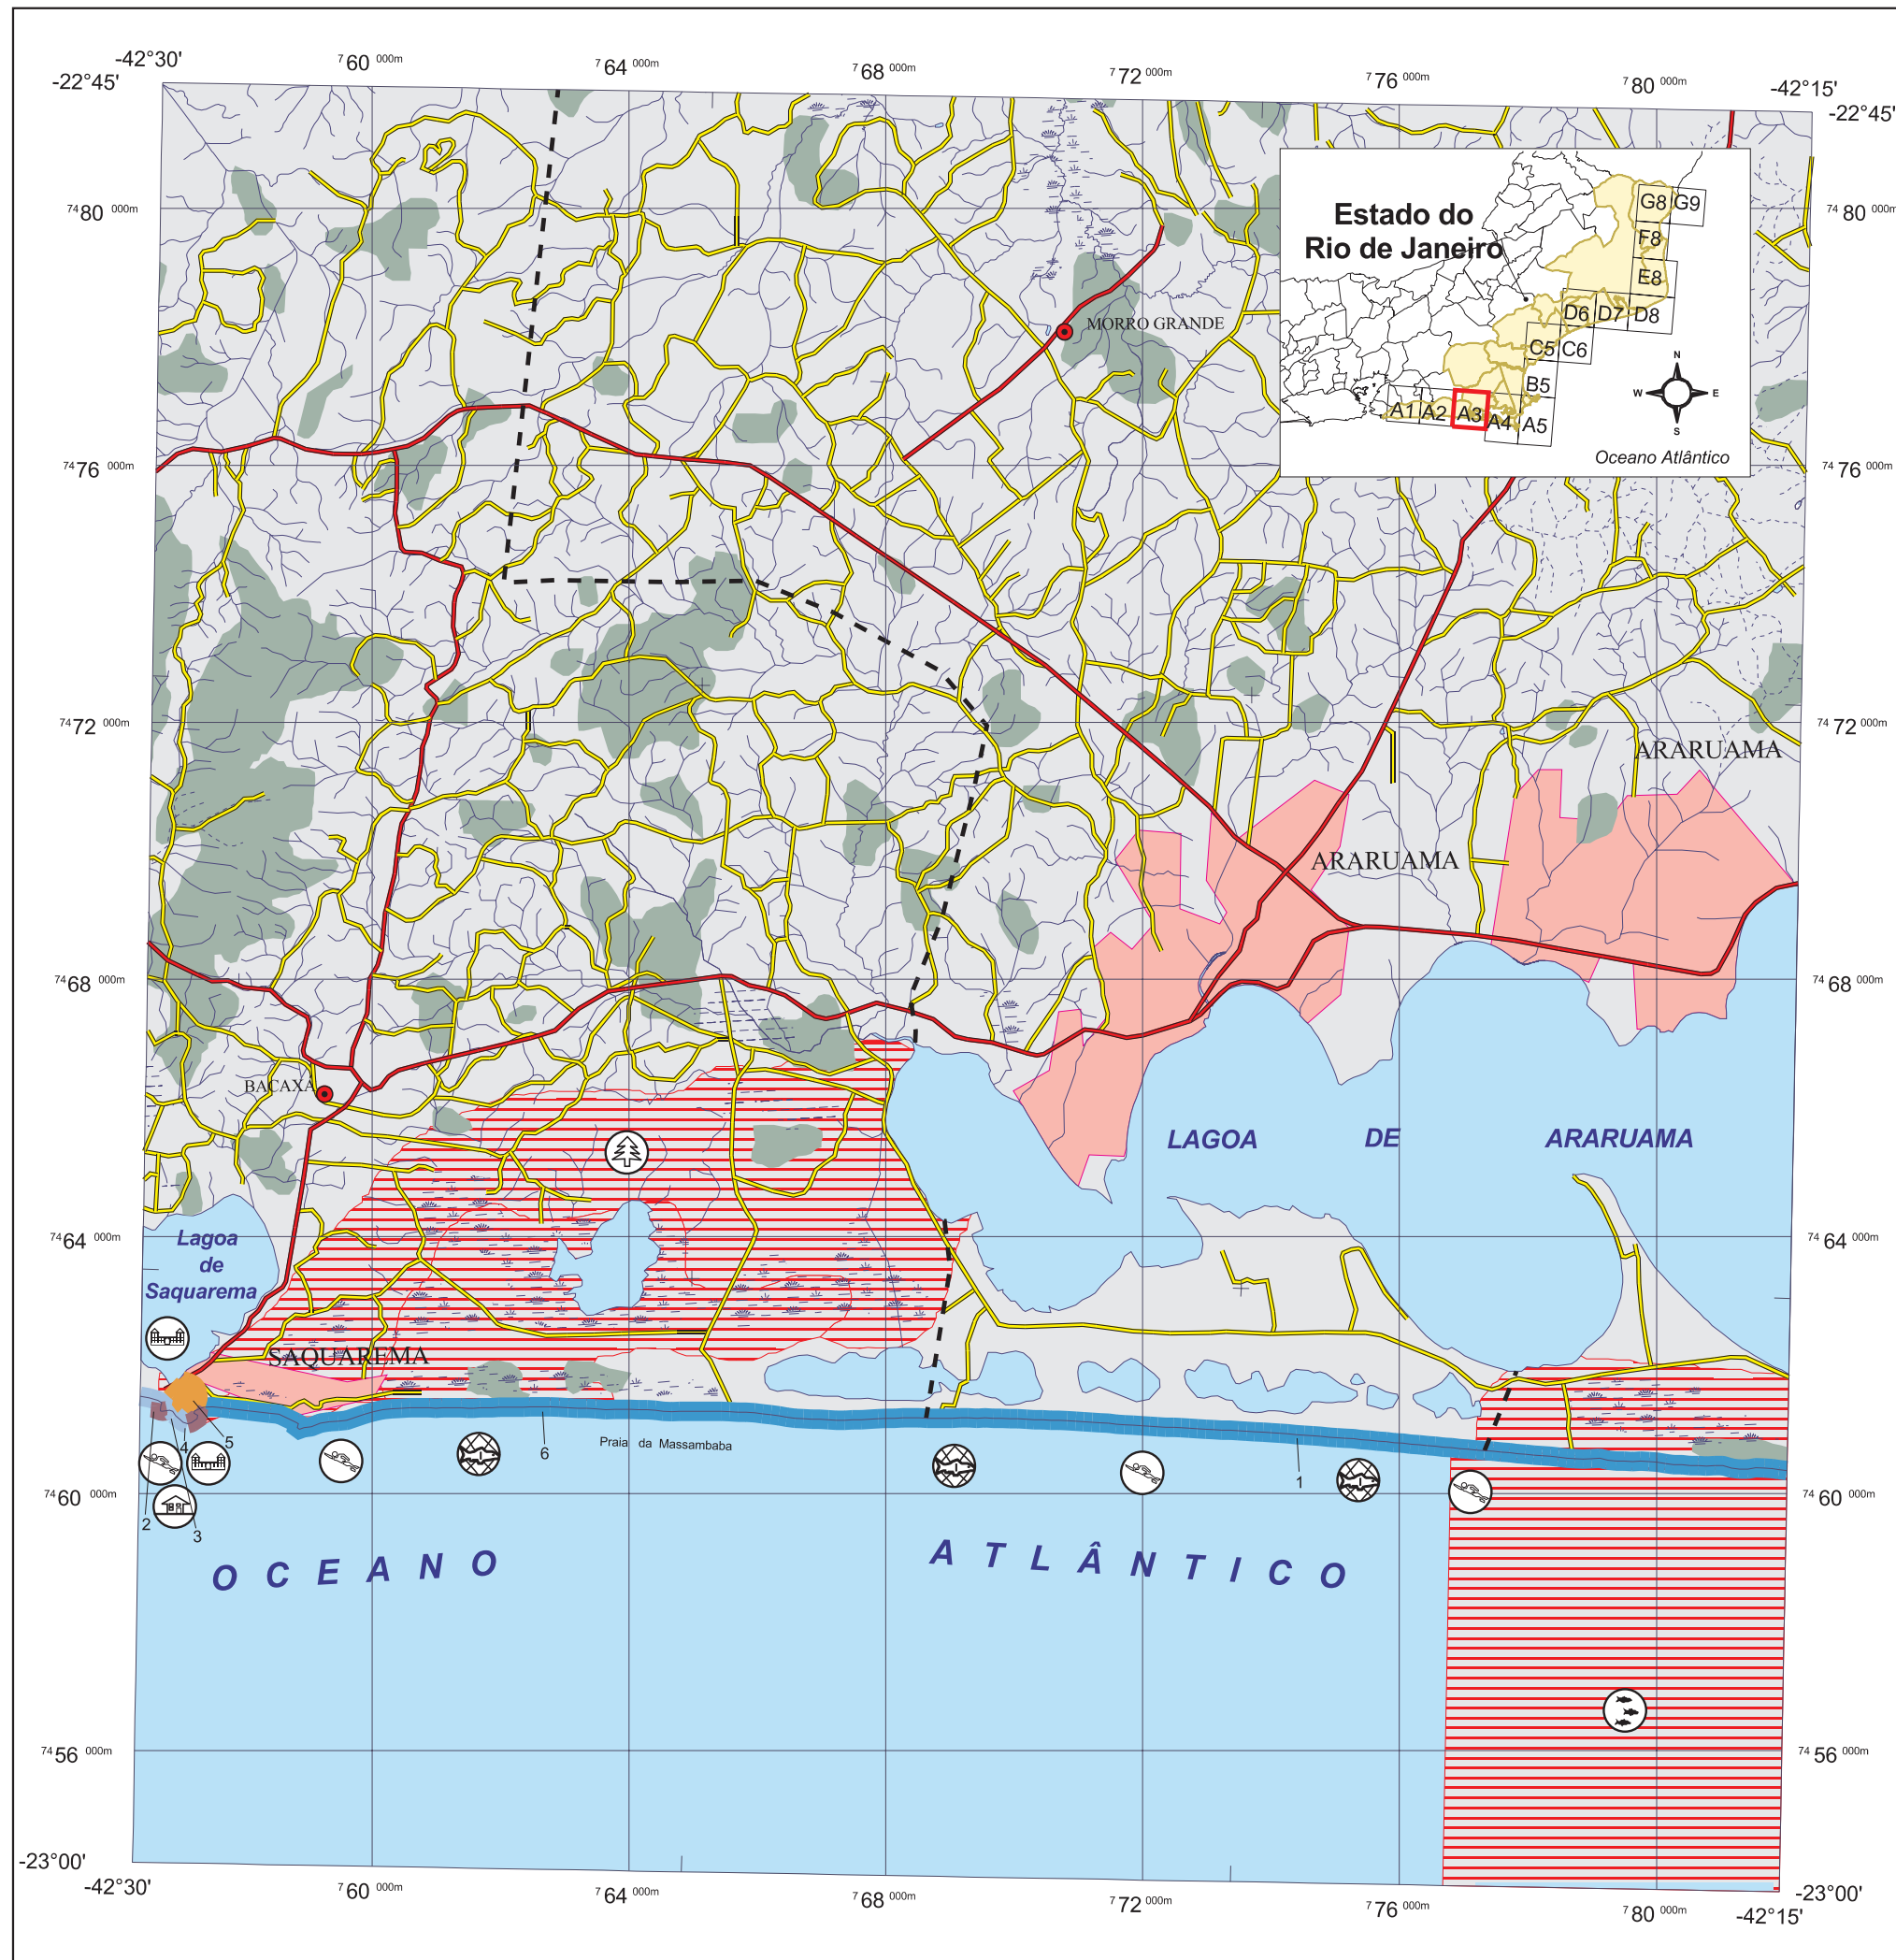 -42°30'
7 60 000m
7 64 000m
7 68 000m
7 72 000m
7 76 000m
7 80 000m
-42°15'
-22°45'
-22°45'
Estado do
Rio de Janeiro
G8 G9
F8
E8
D6 D7 D8
C5 C6
B5
A1 A2 A3 A4 A5
N
W E
S
Oceano Atlântico
74 80 000m
74 80 000m
MORRO GRANDE
74 76 000m
74 76 000m
74 72 000m
74 72 000m
ARARUAMA
ARARUAMA
74 68 000m
74 68 000m
BACAXÁ
LAGOA DE ARARUAMA
74 64 000m
74 64 000m
Lagoa
de
Saquarema
SAQUAREMA
4
5
6
Praia da Massambaba
1
2
3
74 60 000m
74 60 000m
OCEANO
ATLÂNTICO
74 56 000m
74 56 000m
-23°00'
-23°00'
-42°30'
7 60 000m
7 64 000m
7 68 000m
7 72 000m
7 76 000m
7 80 000m
-42°15'